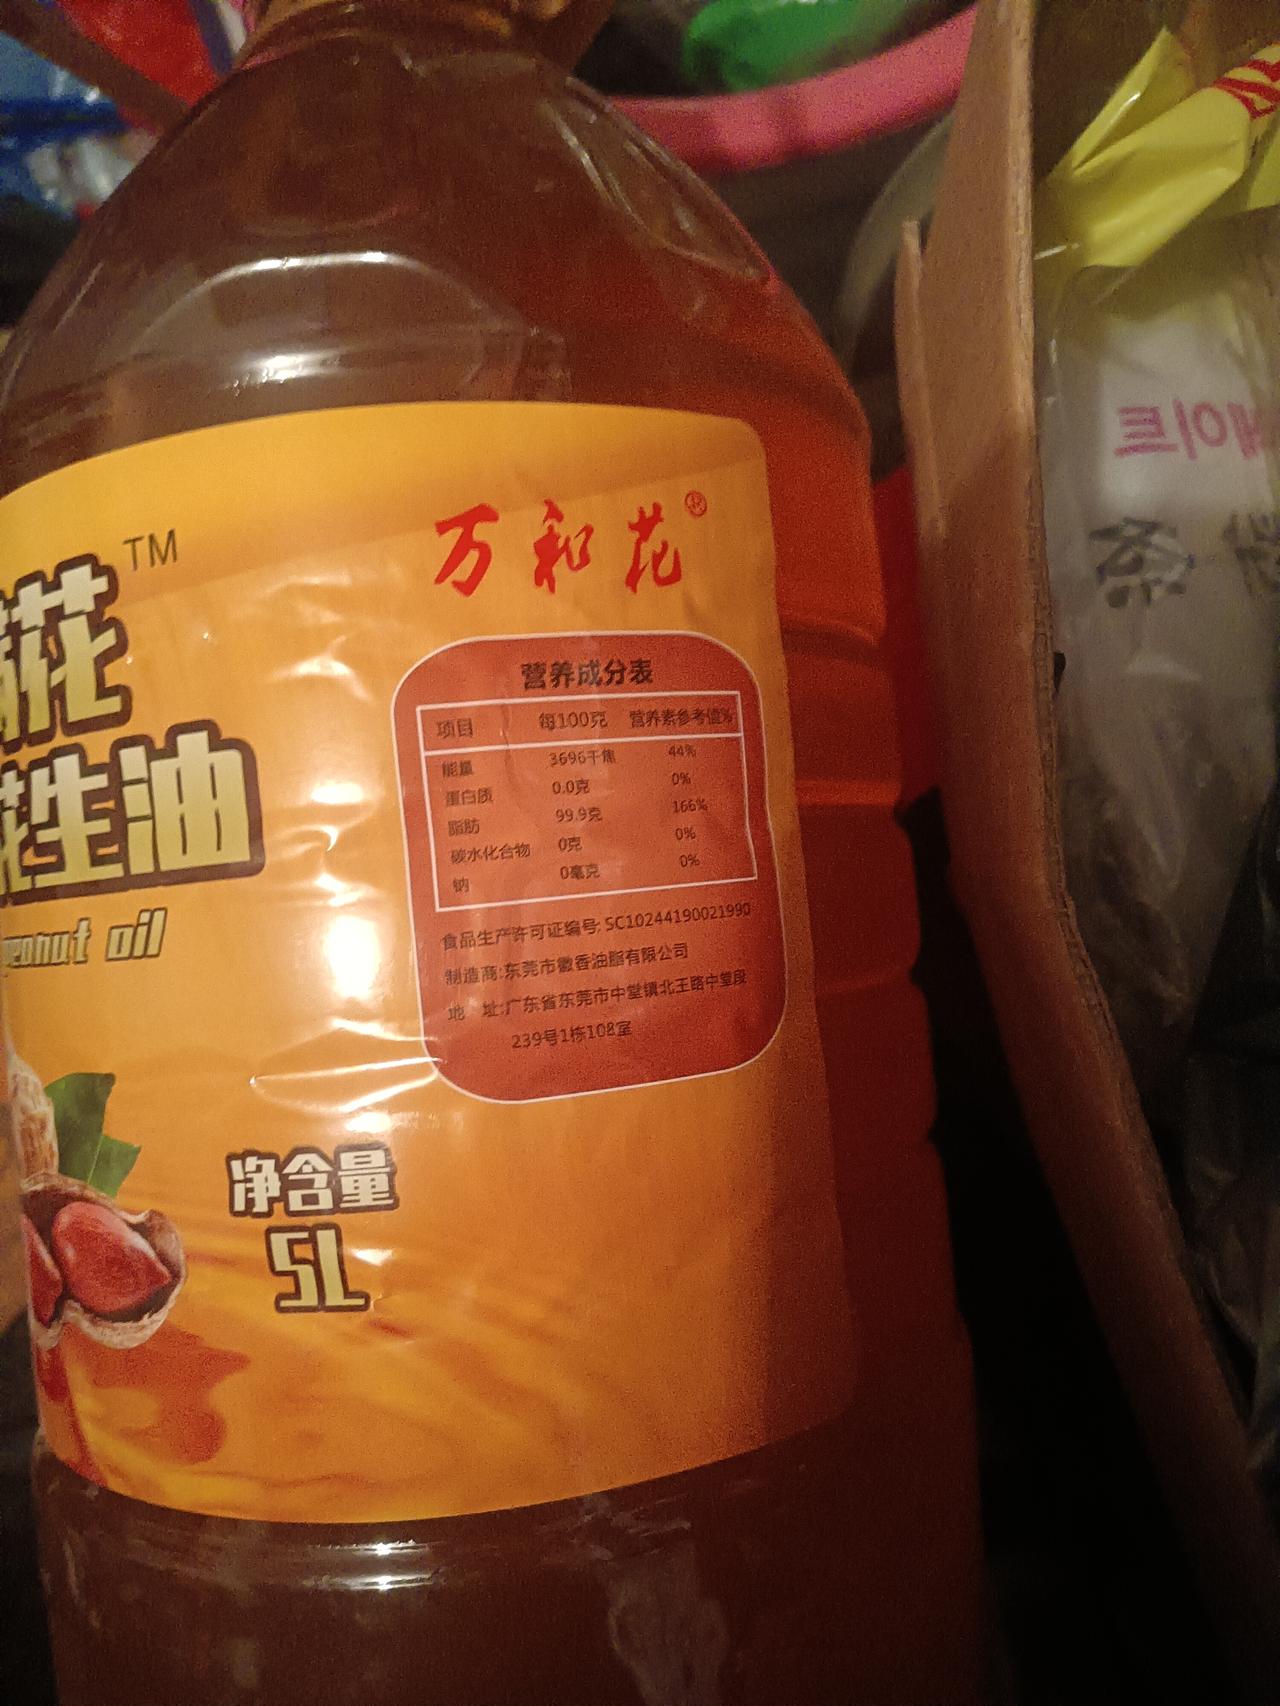 TM
万和花®
花
花生油
peanut oil
营养成分表
项目 每100克 营养素参考值%
能量 3696千焦 44%
蛋白质 0.0克 0%
脂肪 99.9克 166%
碳水化合物 0克 0%
钠 0毫克 0%
食品生产许可证编号: SC10244190021990
制造商:东莞市徽香油脂有限公司
地 址:广东省东莞市中堂镇北王路中堂段
239号1栋108室
净含量
5L
이트